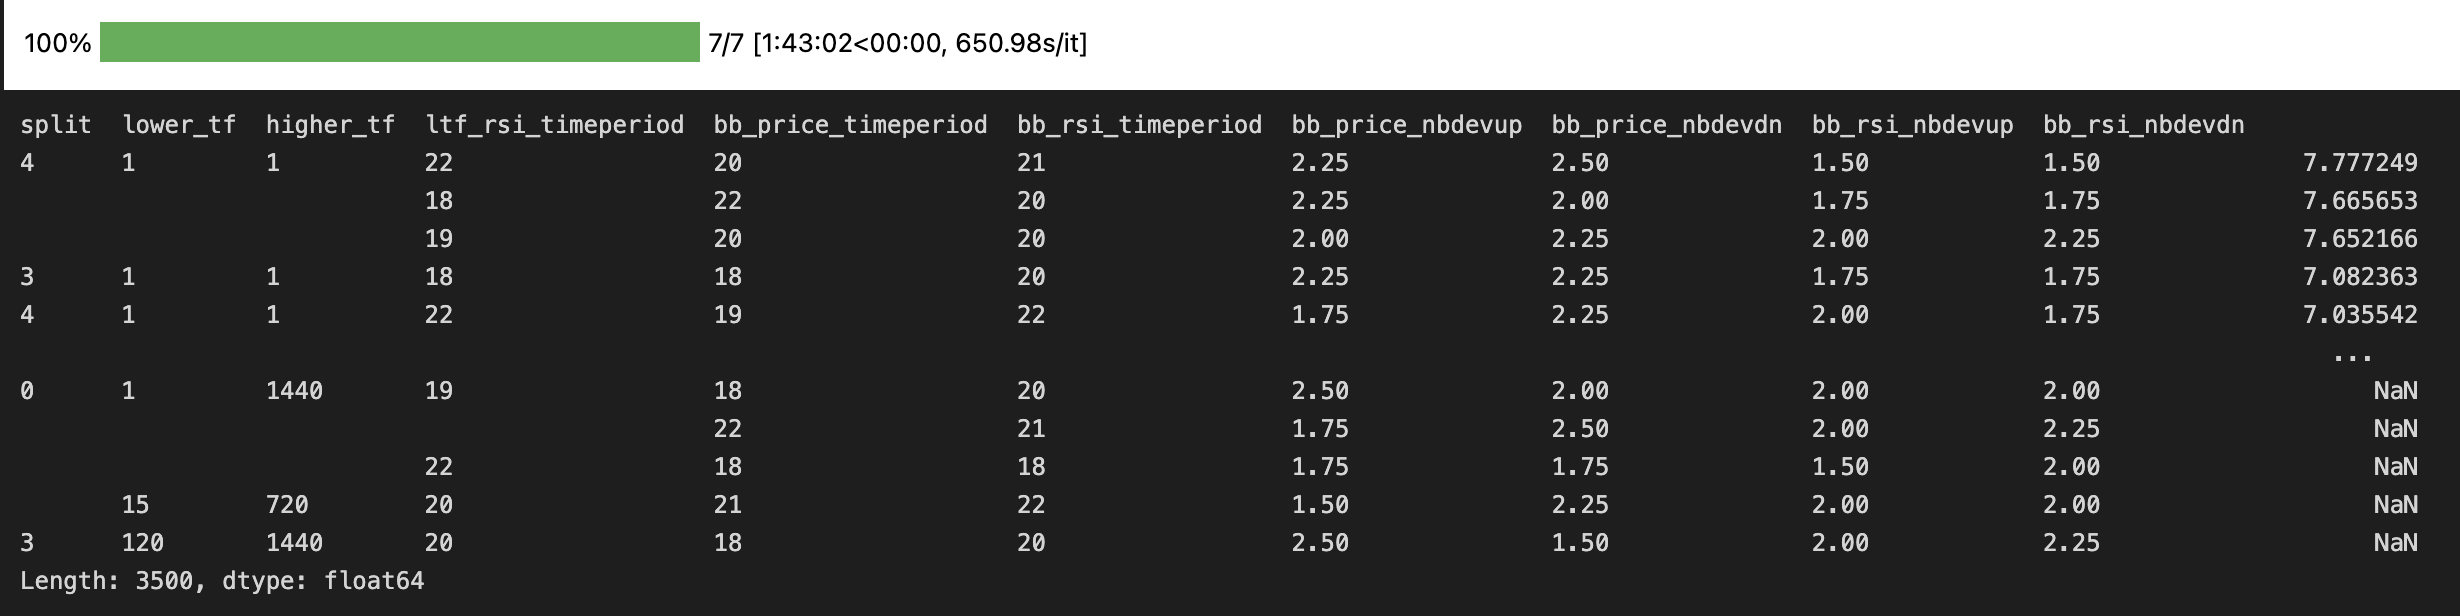 100% 7/7 [1:43:02<00:00, 650.98s/it]
split lower_tf higher_tf ltf_rsi_timeperiod bb_price_timeperiod bb_rsi_timeperiod bb_price_nbdevup bb_price_nbdevdn bb_rsi_nbdevup bb_rsi_nbdevdn
4 1 1 22 20 21 2.25 2.50 1.50 1.50 7.777249
18 22 20 2.25 2.00 1.75 1.75 7.665653
19 20 20 2.00 2.25 2.00 2.25 7.652166
3 1 1 18 18 20 2.25 2.25 1.75 1.75 7.082363
4 1 1 22 19 22 1.75 2.25 2.00 1.75 7.035542
...
0 1 1440 19 18 20 2.50 2.00 2.00 2.00 NaN
22 21 1.75 2.50 2.00 2.25 NaN
22 18 18 1.75 1.75 1.50 2.00 NaN
15 720 20 21 22 1.50 2.25 2.00 2.00 NaN
3 120 1440 20 18 20 2.50 1.50 2.00 2.25 NaN
Length: 3500, dtype: float64